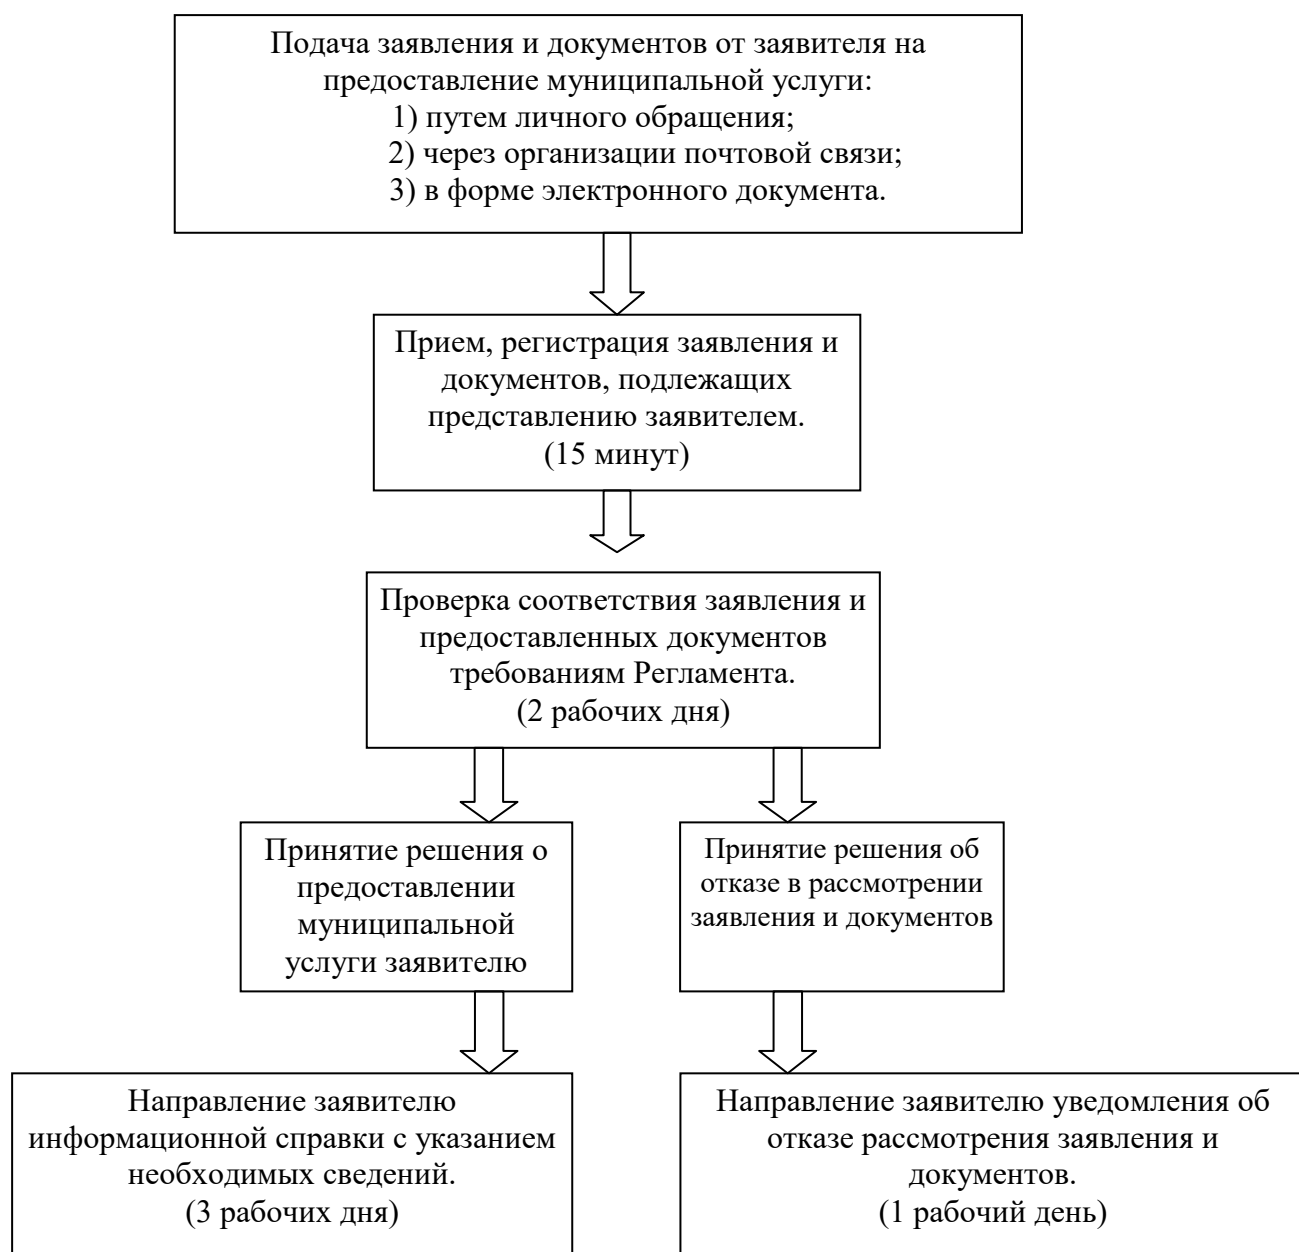 Подача заявления и документов от заявителя на
предоставление муниципальной услуги:
1) путем личного обращения;
2) через организации почтовой связи;
3) в форме электронного документа.
Прием, регистрация заявления и
документов, подлежащих
представлению заявителем.
(15 минут)
Проверка соответствия заявления и
предоставленных документов
требованиям Регламента.
(2 рабочих дня)
Принятие решения о
предоставлении
муниципальной
услуги заявителю
Принятие решения об
отказе в рассмотрении
заявления и документов
Направление заявителю
информационной справки с указанием
необходимых сведений.
(3 рабочих дня)
Направление заявителю уведомления об
отказе рассмотрения заявления и
документов.
(1 рабочий день)